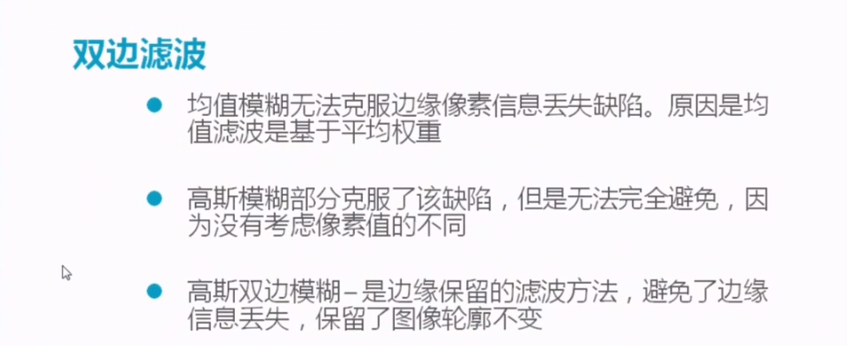 双边滤波
均值模糊无法克服边缘像素信息丢失缺陷。原因是均
值滤波是基于平均权重
高斯模糊部分克服了该缺陷，但是无法完全避免，因
为没有考虑像素值的不同
高斯双边模糊–是边缘保留的滤波方法，避免了边缘
信息丢失，保留了图像轮廓不变